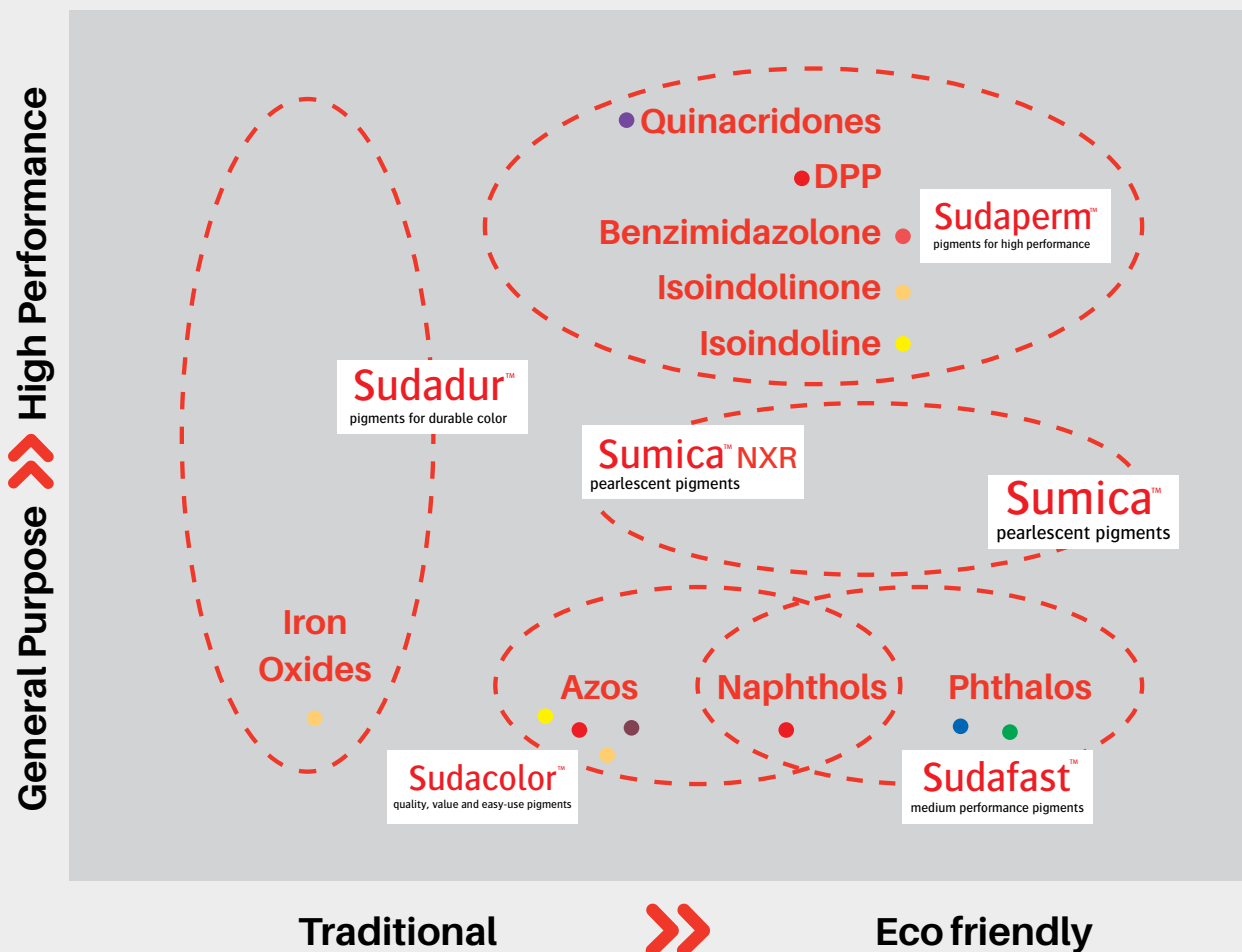 General Purpose
High Performance
Quinacridones
DPP
Benzimidazolone
Isoindolinone
Isoindoline
Sudaperm™
pigments for high performance
Sudadur™
pigments for durable color
Sumica™ NXR
pearlescent pigments
Sumica™
pearlescent pigments
Iron
Oxides
Azos
Naphthols
Phthalos
Sudacolor™
quality, value and easy-use pigments
Sudafast™
medium performance pigments
Traditional
Eco friendly